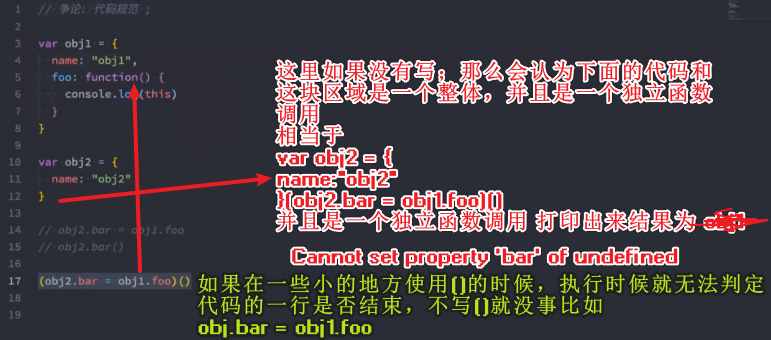 1 // 争论: 代码规范 ;
2
3 var obj1 = {
4 name: "obj1",
5 foo: function() {
6 console.log(this)
7 }
8 }
9
10 var obj2 = {
11 name: "obj2"
12 }
13
14 // obj2.bar = obj1.foo
15 // obj2.bar()
16
17 (obj2.bar = obj1.foo)()
18
19
20
这里如果没有写；那么会认为下面的代码和
这块区域是一个整体，并且是一个独立函数
调用
相当于
var obj2 = {
name:"obj2"
}(obj2.bar = obj1.foo)()
并且是一个独立函数调用 打印出来结果为
Cannot set property 'bar' of undefined
如果在一些小的地方使用()的时候，执行时候就无法判定
代码的一行是否结束，不写()就没事比如
obj.bar = obj1.foo